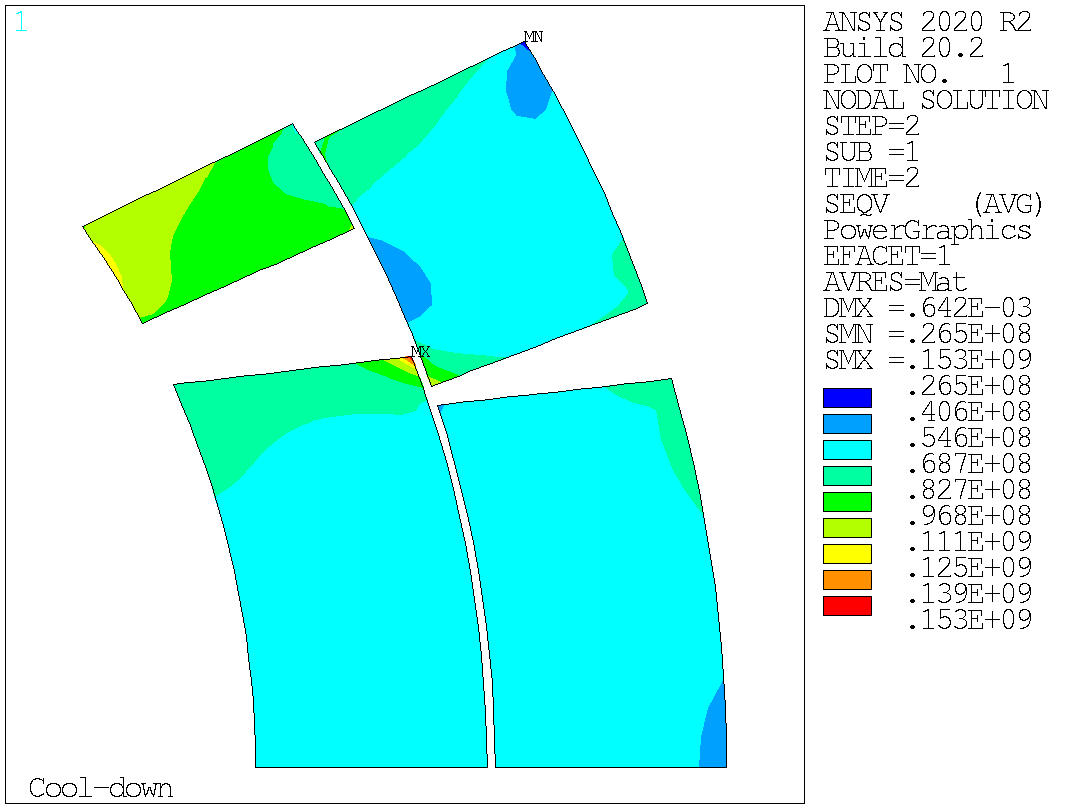 1
MN
MX
Cool-down
ANSYS 2020 R2
Build 20.2
PLOT NO.   1
NODAL SOLUTION
STEP=2
SUB =1
TIME=2
SEQV     (AVG)
PowerGraphics
EFACET=1
AVRES=Mat
DMX =.642E-03
SMN =.265E+08
SMX =.153E+09
.265E+08
.406E+08
.546E+08
.687E+08
.827E+08
.968E+08
.111E+09
.125E+09
.139E+09
.153E+09